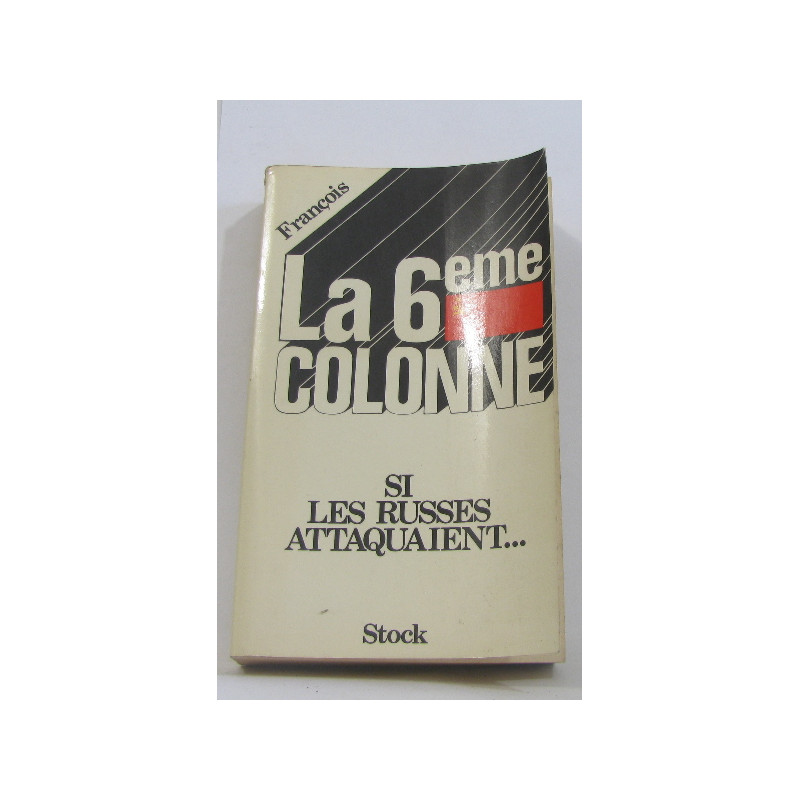 François
La 6eme
COLONNE
SI
LES RUSSES
ATTAQUAIENT...
Stock